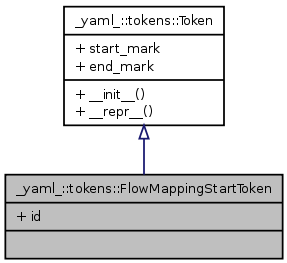 _yaml_::tokens::Token
+ start_mark
+ end_mark
+ __init__()
+ __repr__()
_yaml_::tokens::FlowMappingStartToken
+ id